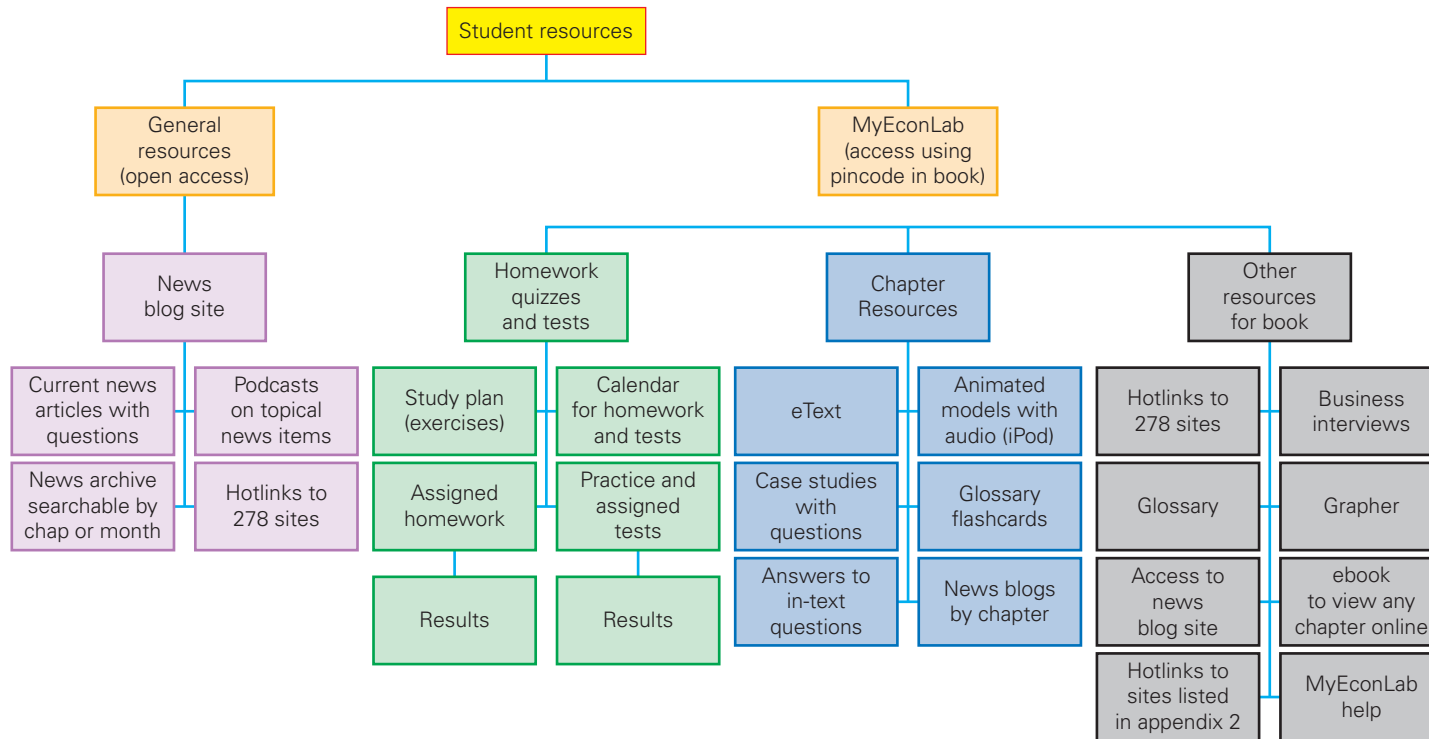 Student resources
General
resources
(open access)
MyEconLab
(access using
pincode in book)
News
blog site
Homework
quizzes
and tests
Chapter
Resources
Other
resources
for book
Current news
articles with
questions
Podcasts
on topical
news items
News archive
searchable by
chap or month
Hotlinks to
278 sites
Study plan
(exercises)
Calendar
for homework
and tests
Assigned
homework
Practice and
assigned
tests
Results
Results
eText
Animated
models with
audio (iPod)
Case studies
with
questions
Glossary
flashcards
Answers to
in-text
questions
News blogs
by chapter
Hotlinks to
278 sites
Business
interviews
Glossary
Grapher
Access to
news
blog site
ebook
to view any
chapter online
Hotlinks to
sites listed
in appendix 2
MyEconLab
help